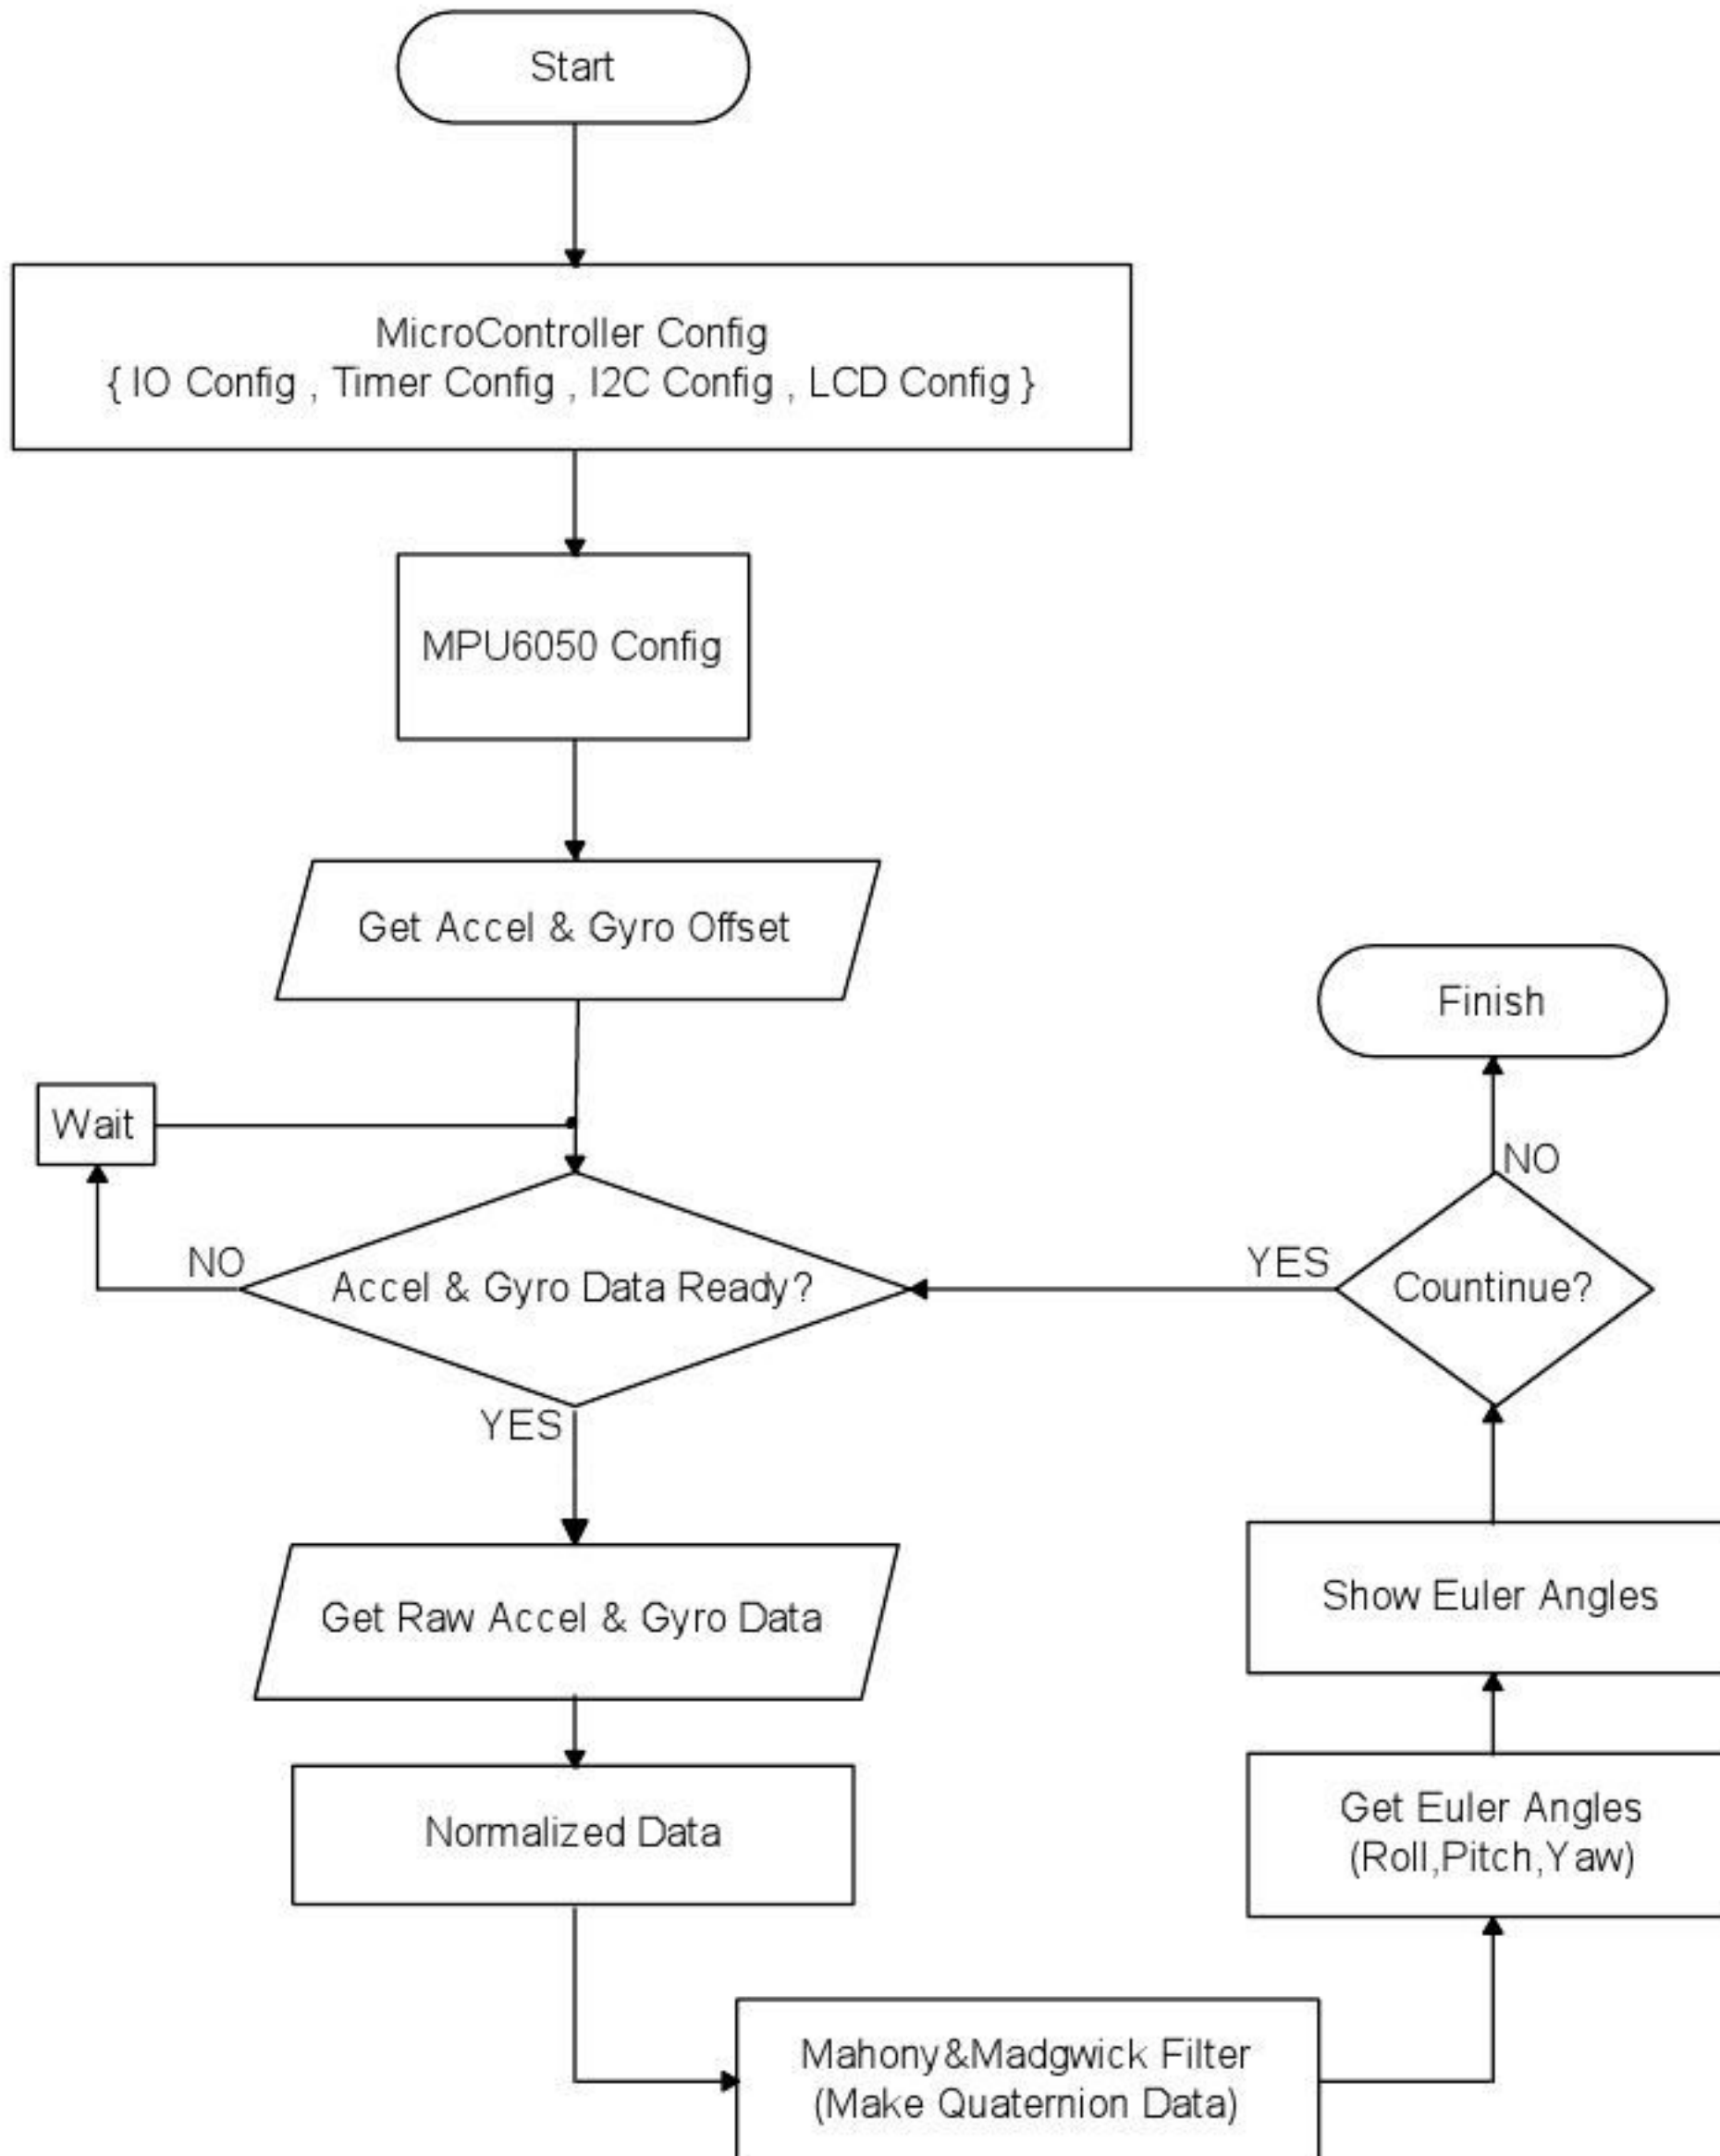 Start
MicroController Config
{ IO Config , Timer Config , I2C Config , LCD Config }
MPU6050 Config
Get Accel & Gyro Offset
Wait
Accel & Gyro Data Ready?
NO
YES
Get Raw Accel & Gyro Data
Normalized Data
Mahony&Madgwick Filter
(Make Quaternion Data)
Get Euler Angles
(Roll,Pitch,Yaw)
Show Euler Angles
Countinue?
YES
NO
Finish